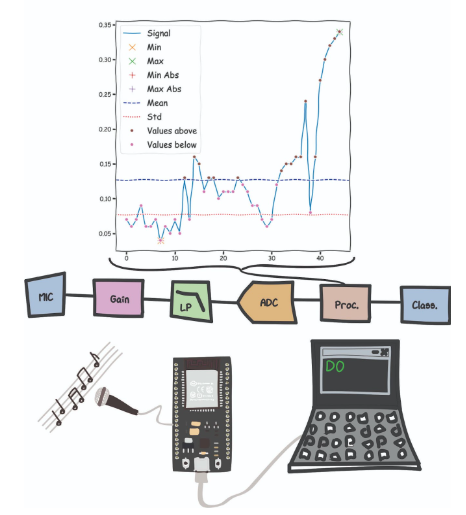 0.35
0.30
0.25
0.20
0.15
0.10
0.05
Signal
Min
Max
Min Abs
Max Abs
Mean
Std
Values above
Values below
0 10 20 30 40
MIC Gain LP ADC Proc. Class.
DO